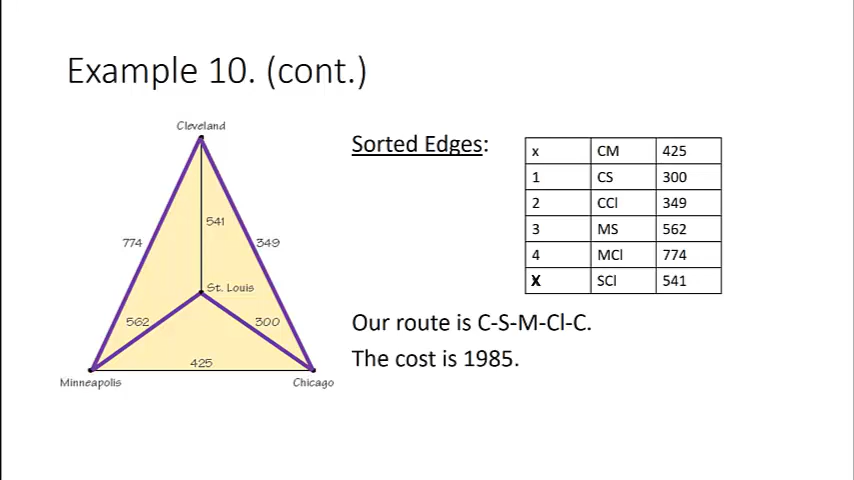 Example 10. (cont.)
Cleveland
Sorted Edges:
x CM 425
1 CS 300
2 CCl 349
3 MS 562
4 MCl 774
X SCl 541
541
774
349
St. Louis
562
300
425
Minneapolis
Chicago
Our route is C-S-M-Cl-C.
The cost is 1985.